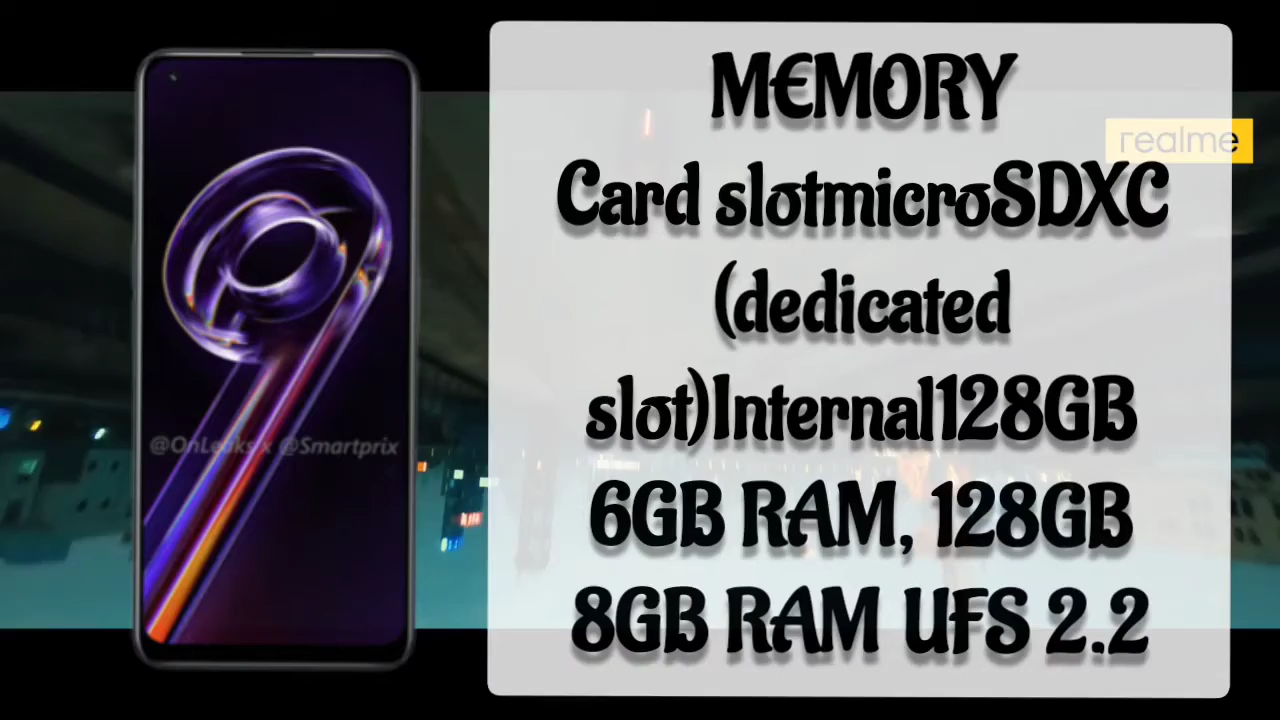 MEMORY
realme
Card slotmicroSDXC
(dedicated
slot)Internal128GB
6GB RAM, 128GB
8GB RAM UFS 2.2
@OnLeaks x @Smartprix